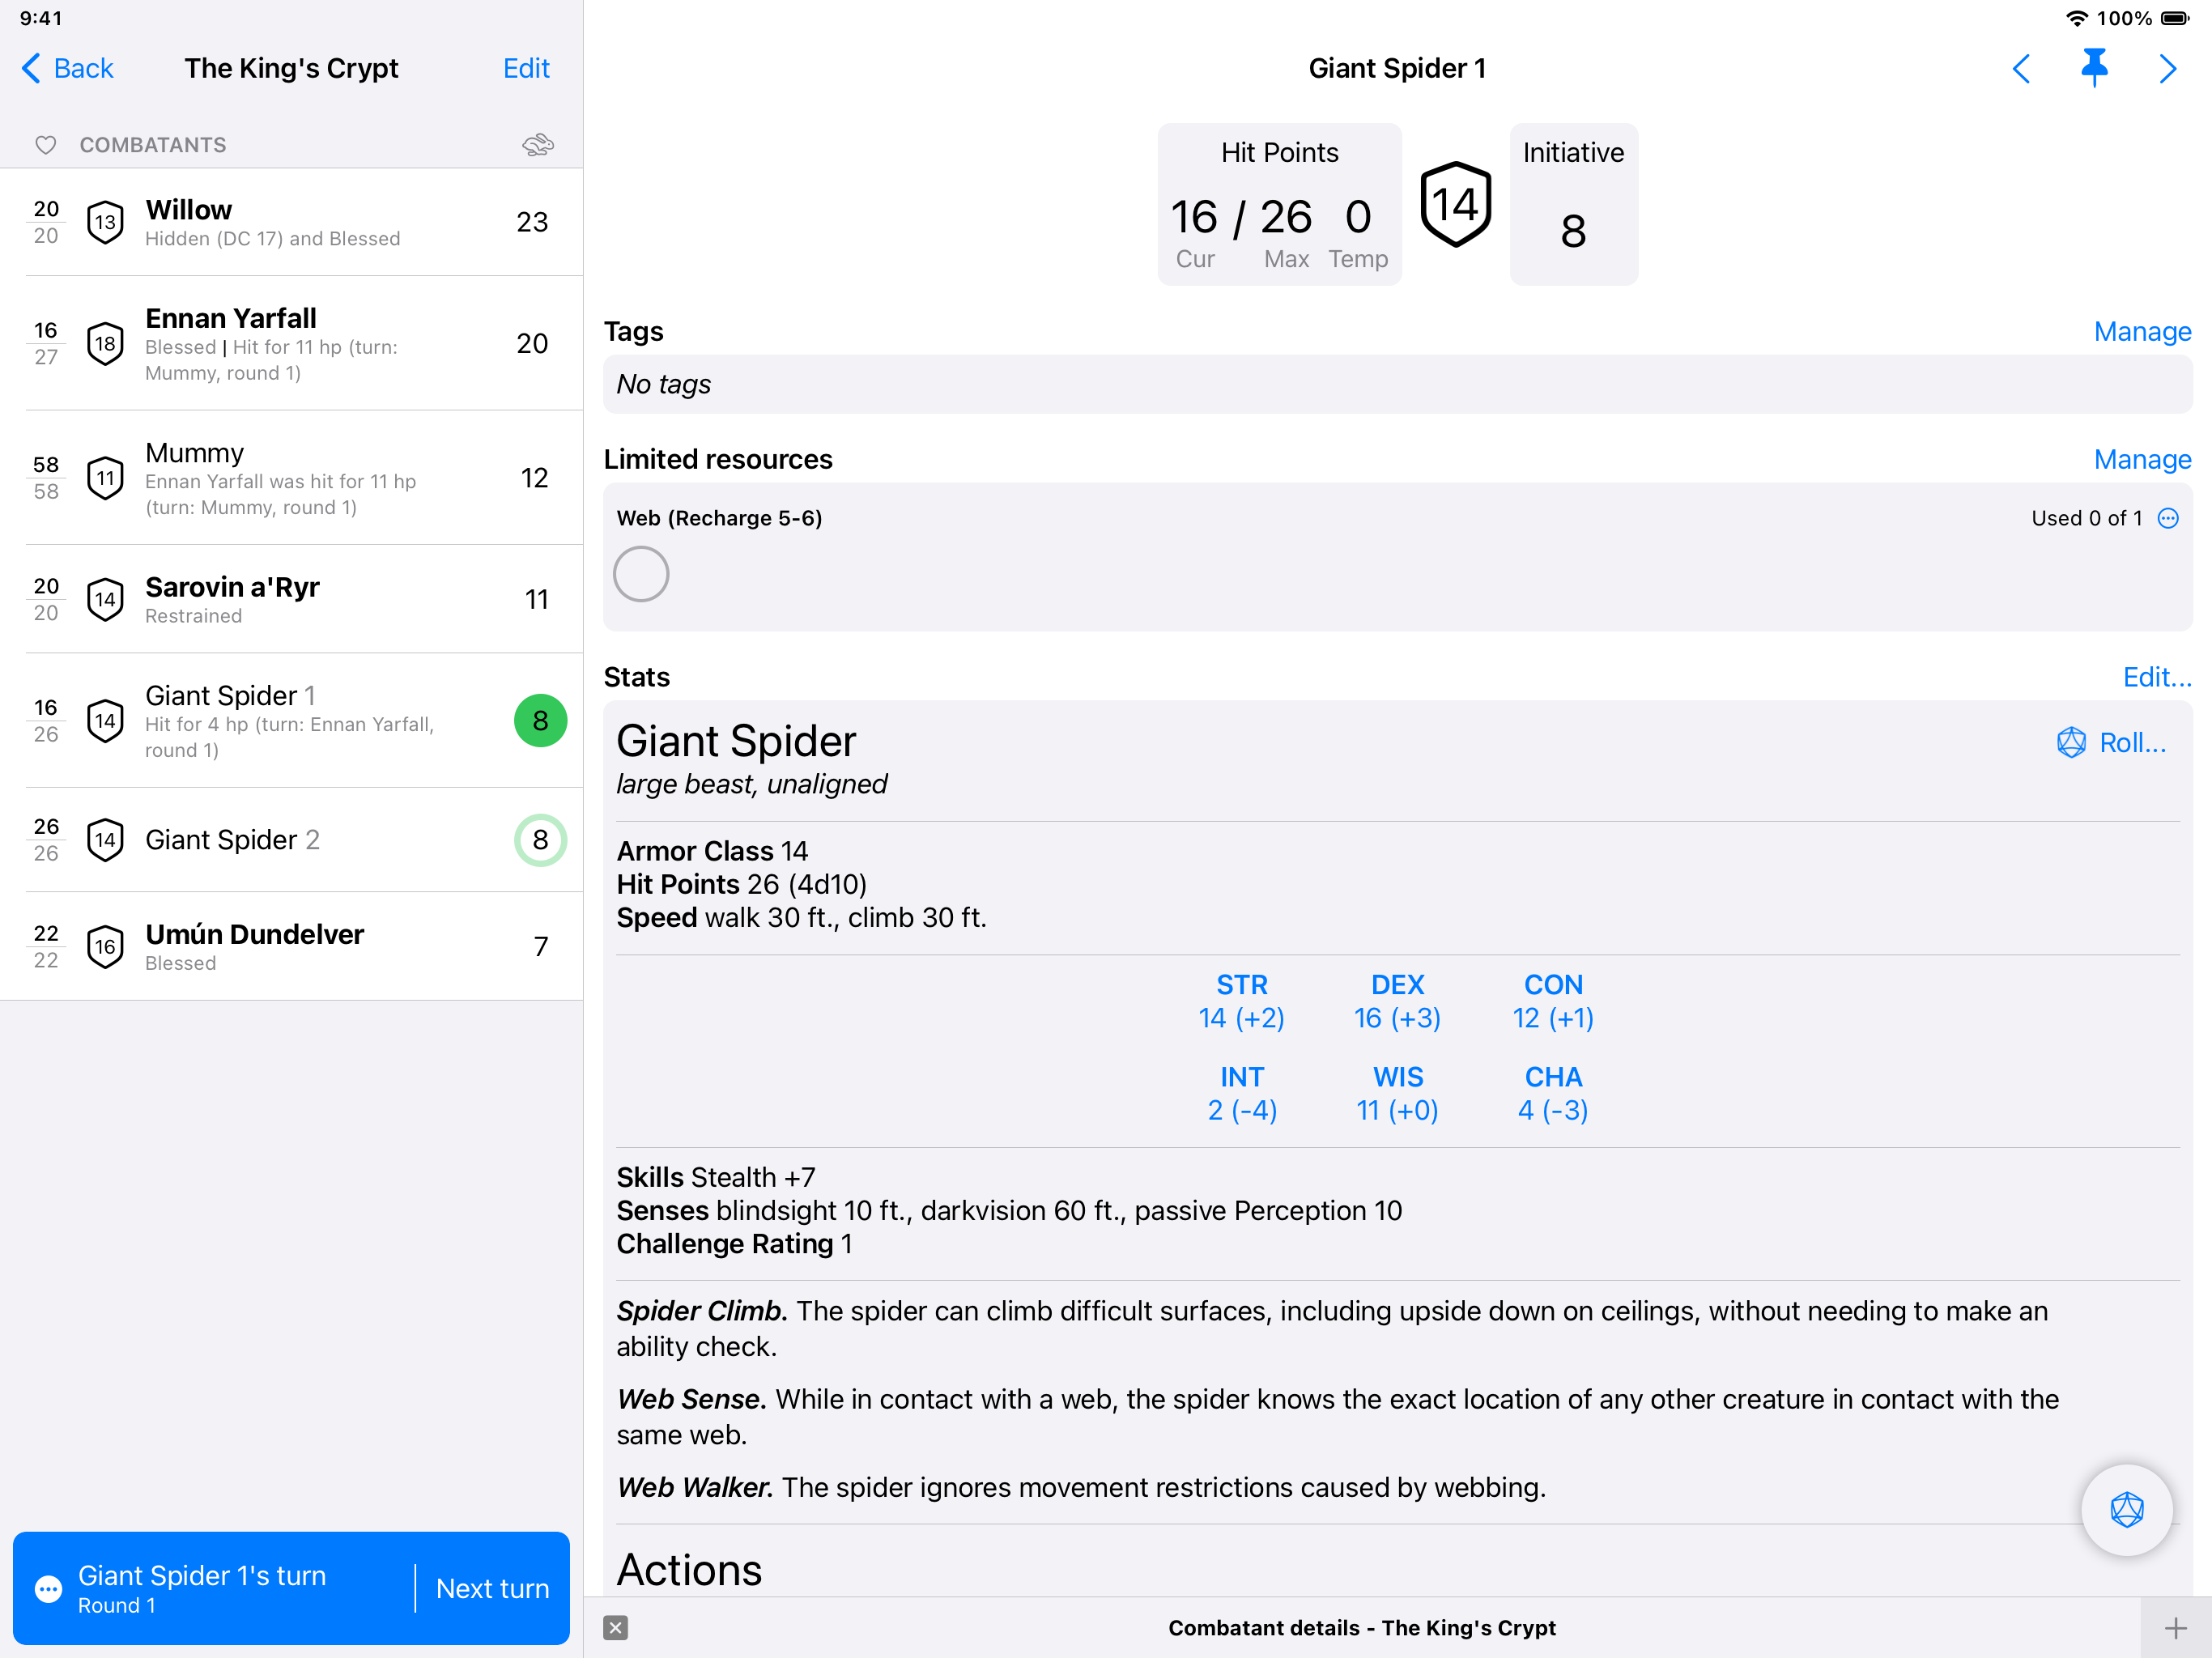 9:41
100%
Back
The King's Crypt
Edit
COMBATANTS
20
20
13
Willow
Hidden (DC 17) and Blessed
23
16
27
18
Ennan Yarfall
Blessed | Hit for 11 hp (turn:
Mummy, round 1)
20
58
58
11
Mummy
Ennan Yarfall was hit for 11 hp
(turn: Mummy, round 1)
12
20
20
14
Sarovin a'Ryr
Restrained
11
16
26
14
Giant Spider 1
Hit for 4 hp (turn: Ennan Yarfall,
round 1)
8
26
26
14
Giant Spider 2
8
22
22
16
Umún Dundelver
Blessed
7
Giant Spider 1's turn
Round 1
Next turn
Giant Spider 1
Hit Points
16 / 26 0
Cur Max Temp
14
Initiative
8
Tags
Manage
No tags
Limited resources
Manage
Web (Recharge 5-6)
Used 0 of 1
Stats
Edit...
Giant Spider
Roll...
large beast, unaligned
Armor Class 14
Hit Points 26 (4d10)
Speed walk 30 ft., climb 30 ft.
STR DEX CON
14 (+2) 16 (+3) 12 (+1)
INT WIS CHA
2 (-4) 11 (+0) 4 (-3)
Skills Stealth +7
Senses blindsight 10 ft., darkvision 60 ft., passive Perception 10
Challenge Rating 1
Spider Climb. The spider can climb difficult surfaces, including upside down on ceilings, without needing to make an
ability check.
Web Sense. While in contact with a web, the spider knows the exact location of any other creature in contact with the
same web.
Web Walker. The spider ignores movement restrictions caused by webbing.
Actions
Combatant details - The King's Crypt